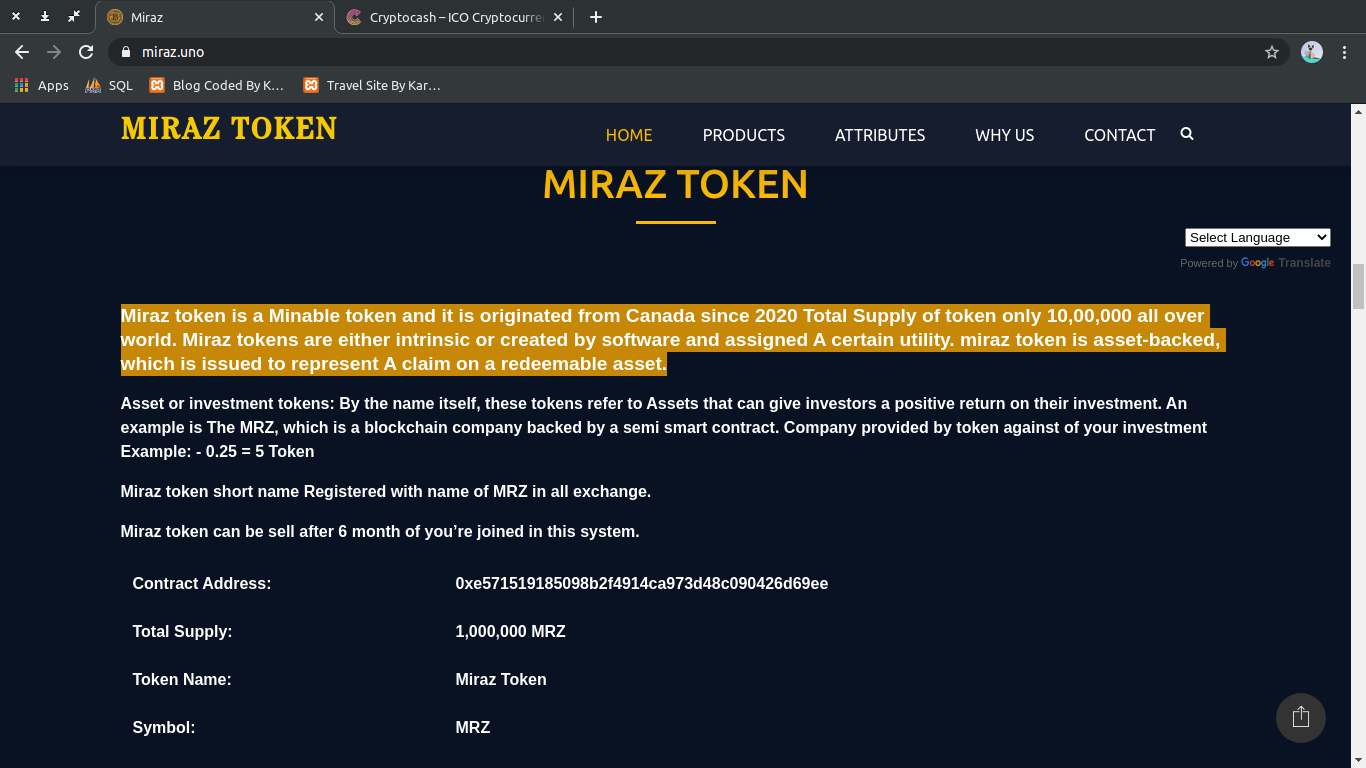 Miraz
Cryptocash – ICO Cryptocurre
miraz.uno
Apps
SQL
Blog Coded By K…
Travel Site By Kar…
MIRAZ TOKEN
HOME
PRODUCTS
ATTRIBUTES
WHY US
CONTACT
MIRAZ TOKEN
Select Language
Powered by Google Translate
Miraz token is a Minable token and it is originated from Canada since 2020 Total Supply of token only 10,00,000 all over
world. Miraz tokens are either intrinsic or created by software and assigned A certain utility. miraz token is asset-backed,
which is issued to represent A claim on a redeemable asset.
Asset or investment tokens: By the name itself, these tokens refer to Assets that can give investors a positive return on their investment. An
example is The MRZ, which is a blockchain company backed by a semi smart contract. Company provided by token against of your investment
Example: - 0.25 = 5 Token
Miraz token short name Registered with name of MRZ in all exchange.
Miraz token can be sell after 6 month of you’re joined in this system.
Contract Address: 0xe571519185098b2f4914ca973d48c090426d69ee
Total Supply: 1,000,000 MRZ
Token Name: Miraz Token
Symbol: MRZ